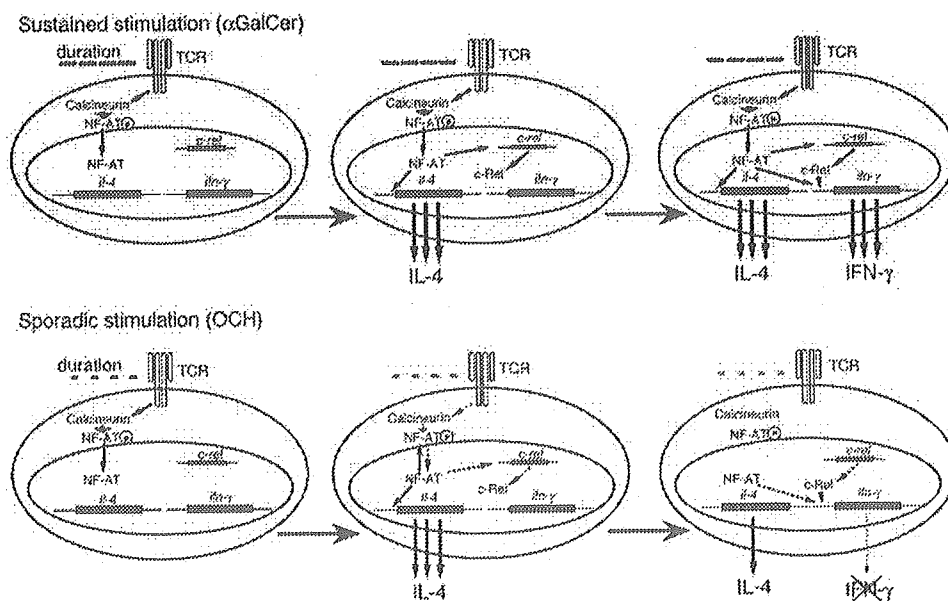 Sustained stimulation (αGalCer)
duration TCR TCR TCR
Calcineurin Calcineurin Calcineurin
NF-AT P NF-AT P NF-AT P
c-rel c-rel c-rel
NF-AT NF-AT NF-AT
c-Rel c-Rel
il-4 ifn-γ il-4 ifn-γ il-4 ifn-γ
IL-4 IL-4 IFN-γ
Sporadic stimulation (OCH)
duration TCR TCR TCR
Calcineurin Calcineurin Calcineurin
NF-AT P NF-AT P NF-AT P
c-rel c-rel c-rel
NF-AT NF-AT NF-AT
c-Rel c-Rel
il-4 ifn-γ il-4 ifn-γ il-4 ifn-γ
IL-4 IL-4 IFN-γ